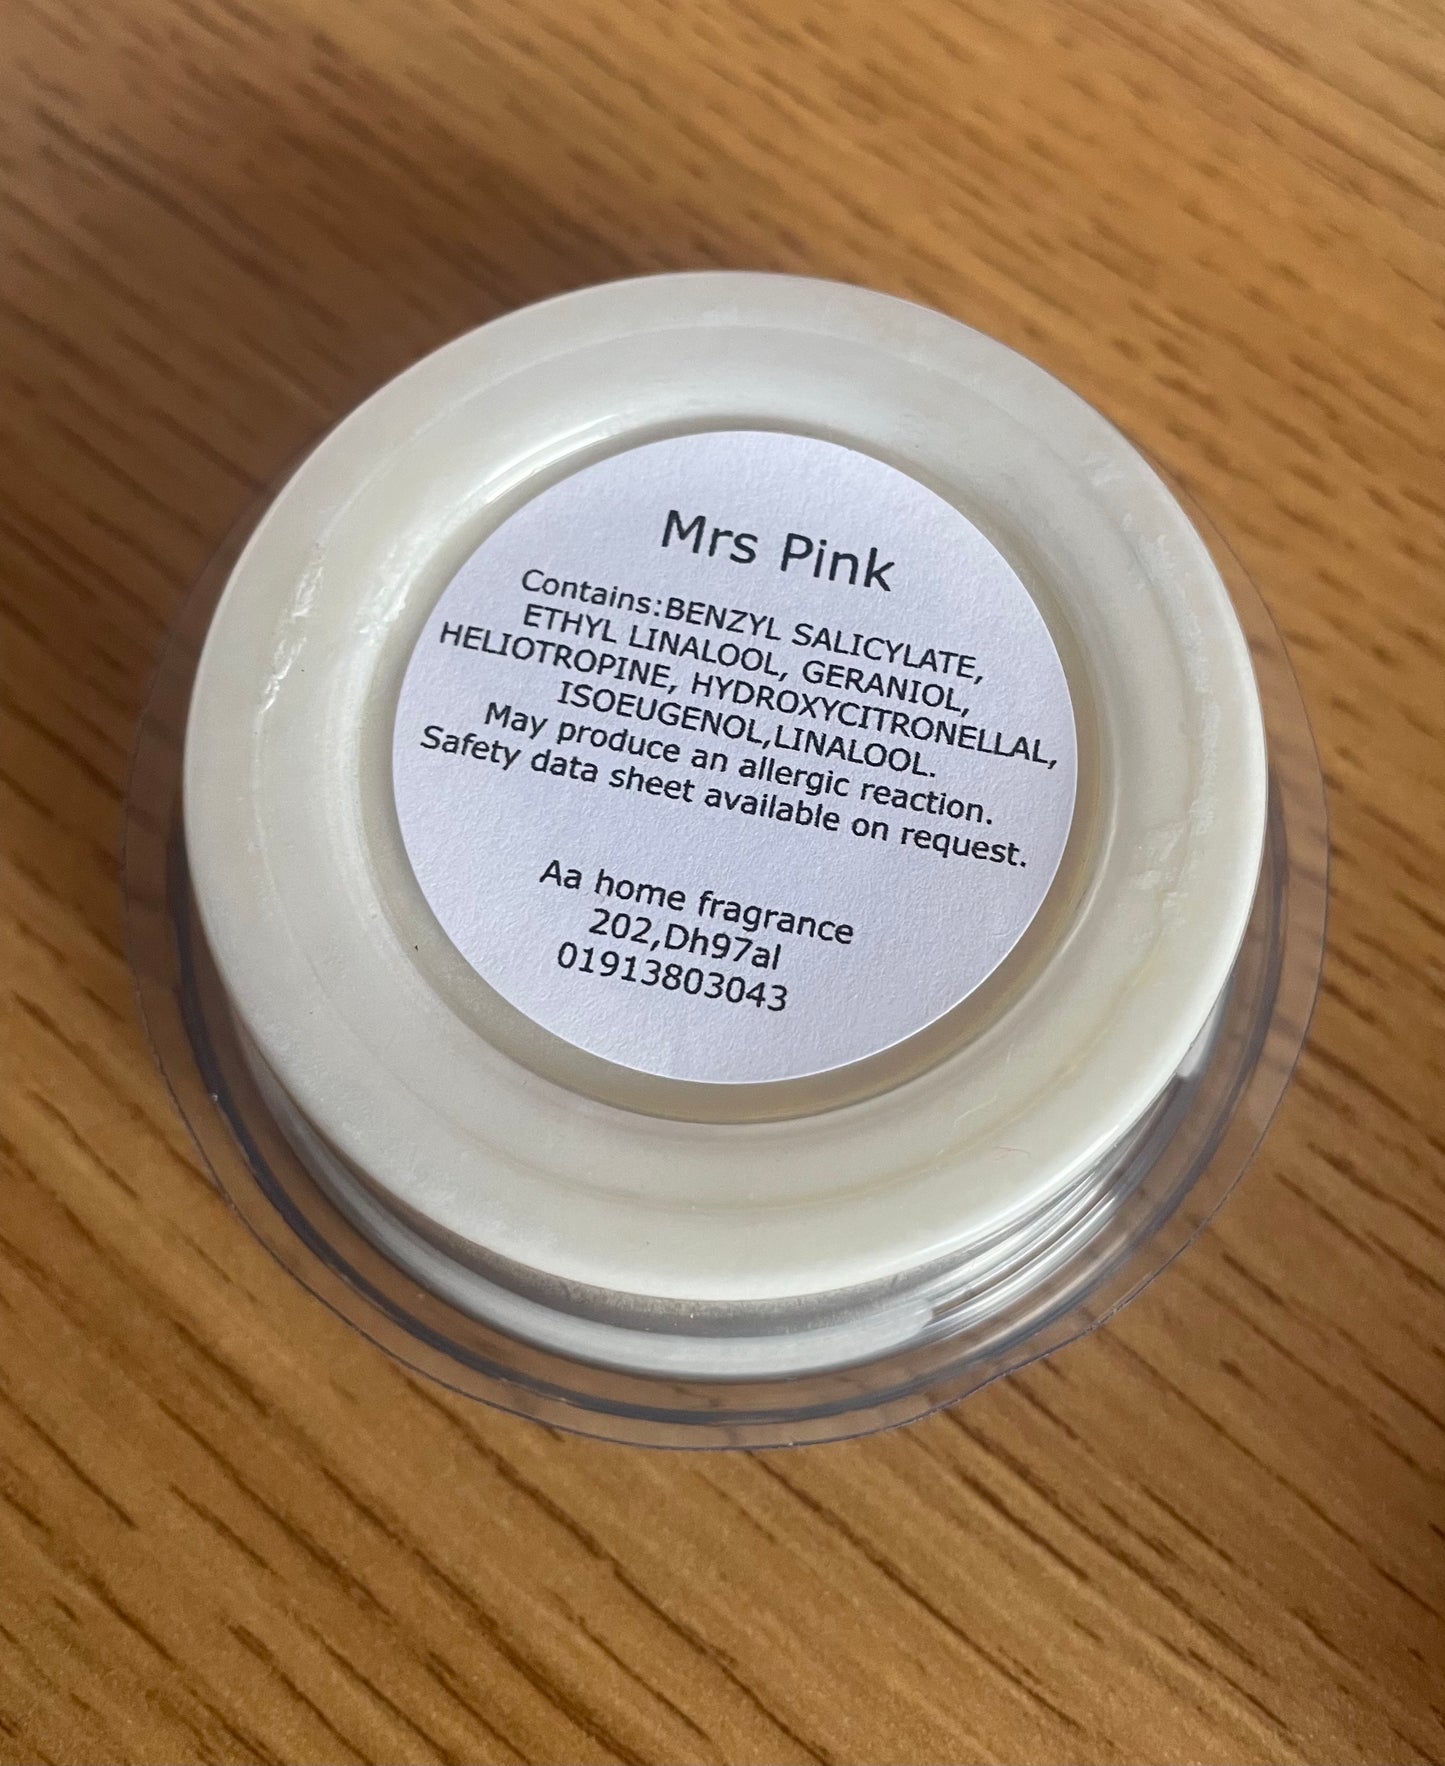 Mrs Pink
Contains:BENZYL SALICYLATE,
ETHYL LINALOOL, GERANIOL,
HELIOTROPINE, HYDROXYCITRONELLAL,
ISOEUGENOL,LINALOOL.
May produce an allergic reaction.
Safety data sheet available on request.
Aa home fragrance
202,Dh97al
01913803043